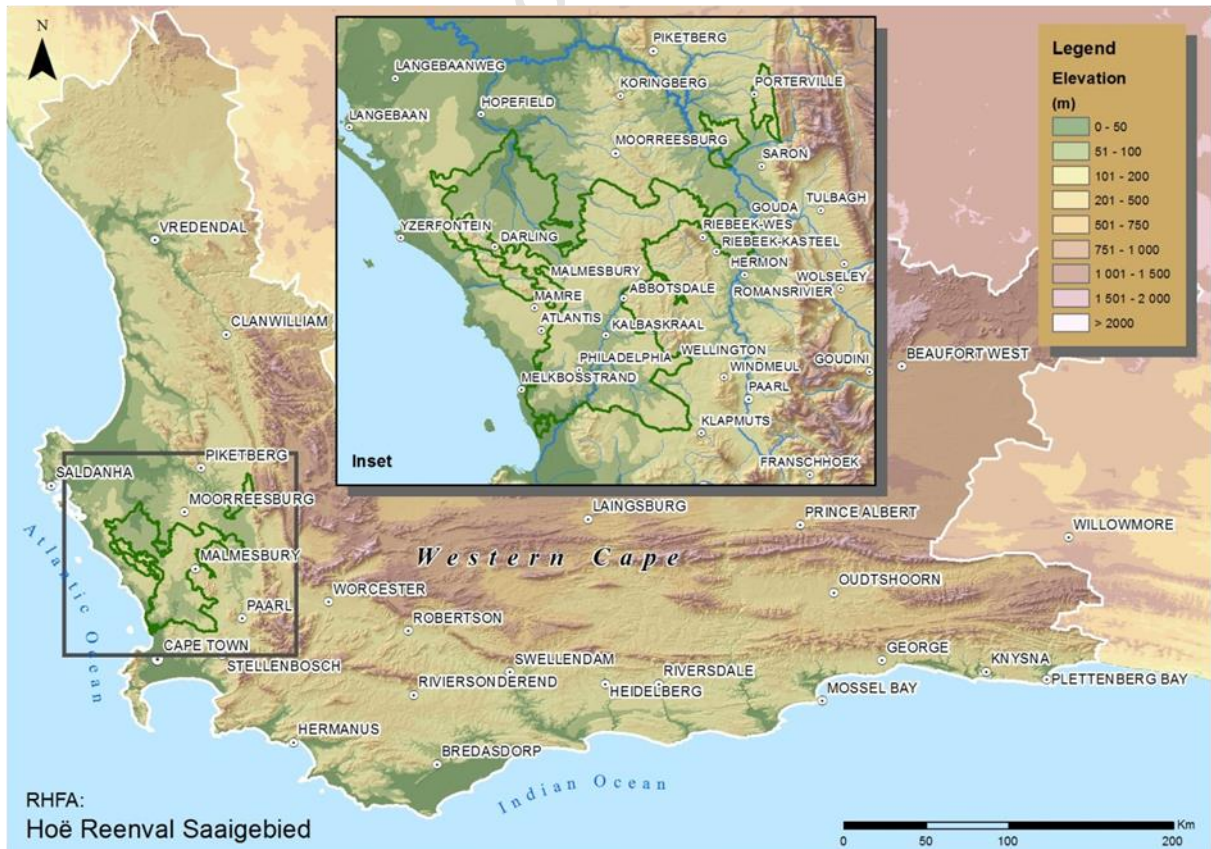 N
PIKETBERG
LANGEBAANWEG
KORINGBERG
PORTERVILLE
HOPEFIELD
LANGEBAAN
MOORREESBURG
SARON
TULBAGH
GOUDA
YZERFONTEIN
RIEBEEK-WES
DARLING
RIEBEEK-KASTEEL
HERMON
MALMESBURY
WOLSELEY
ABBOTSDALE
ROMANSRIVIER
MAMRE
ATLANTIS
KALBASKRAAL
PHILADELPHIA
WELLINGTON
GOUDINI
WINDMEUL
MELKBOSSTRAND
PAARL
KLAPMUTS
FRANSCHHOEK
Inset
Legend
Elevation
(m)
0 - 50
51 - 100
101 - 200
201 - 500
501 - 750
751 - 1 000
1 001 - 1 500
1 501 - 2 000
> 2000
VREDENDAL
CLANWILLIAM
BEAUFORT WEST
PIKETBERG
SALDANHA
MOORREESBURG
LAINGSBURG
PRINCE ALBERT
WILLOWMORE
Western Cape
MALMESBURY
OUDTSHOORN
WORCESTER
PAARL
ROBERTSON
Atlantic Ocean
CAPE TOWN
STELLENBOSCH
SWELLENDAM
RIVERSDALE
GEORGE
KNYSNA
PLETTENBERG BAY
RIVIERSONDEREND
HEIDELBERG
MOSSEL BAY
HERMANUS
BREDASDORP
Indian Ocean
RHFA:
Hoë Reenval Saaigebied
Km
0 50 100 200